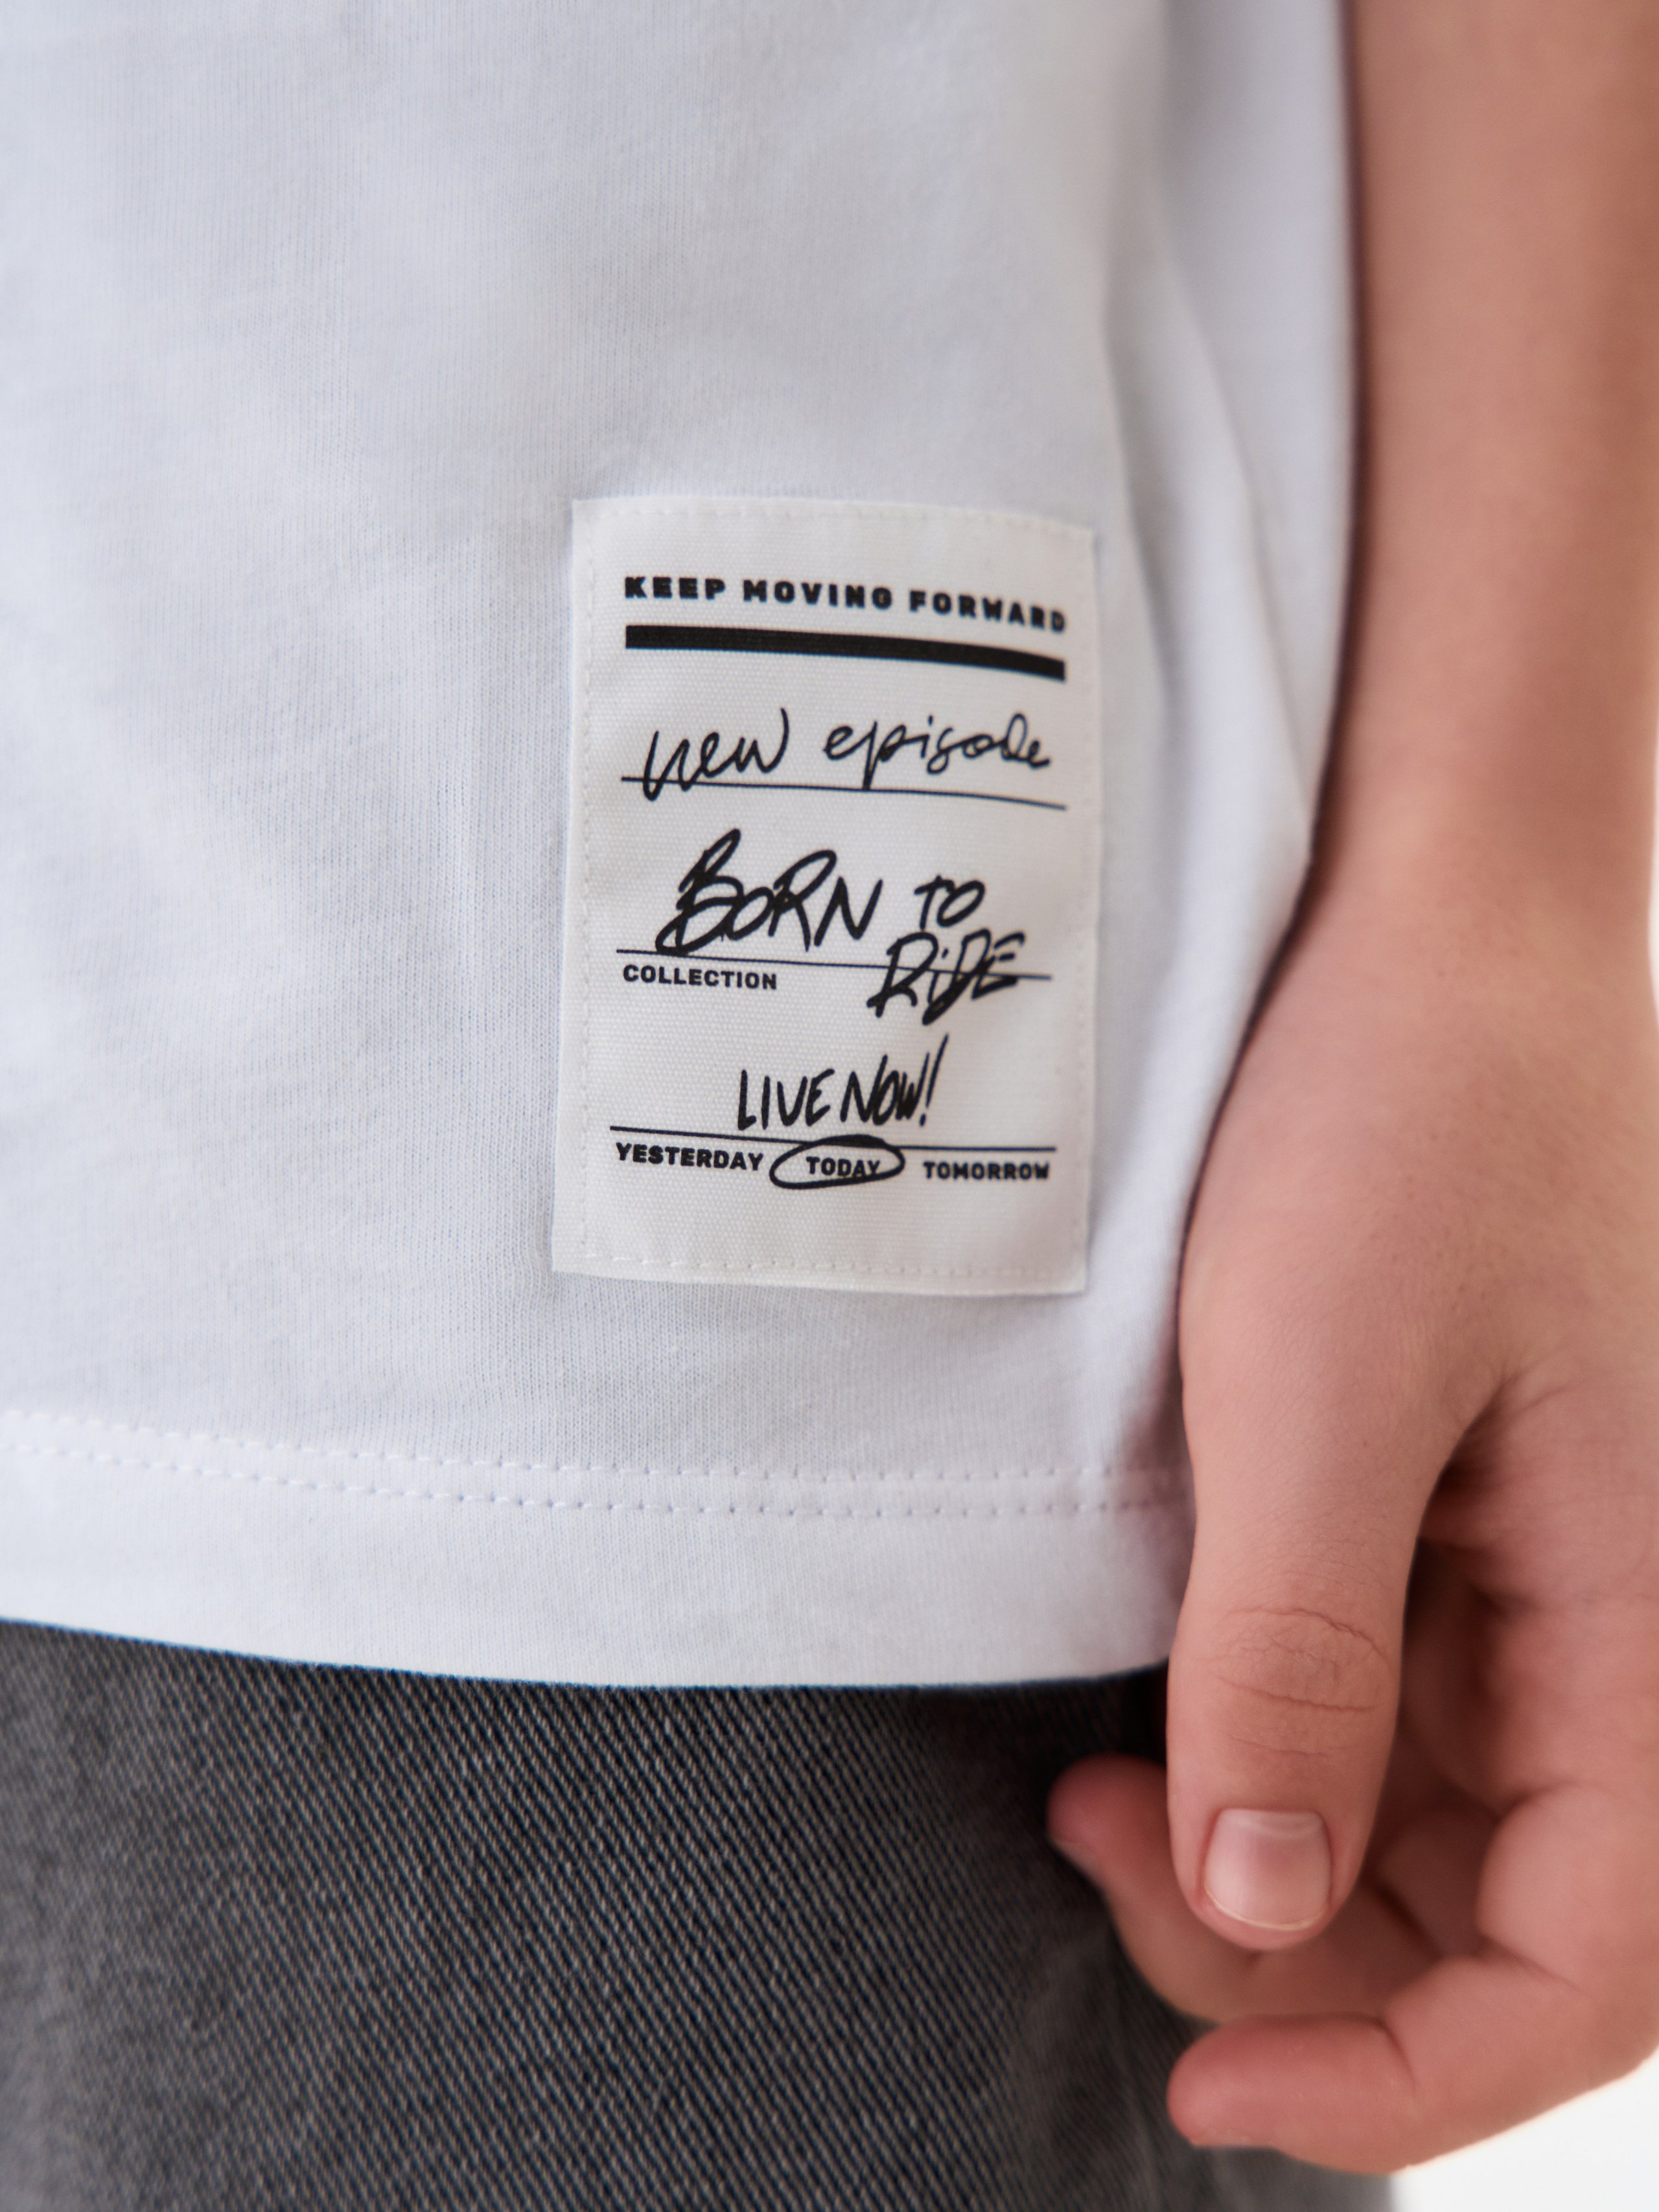 KEEP MOVING FORWARD
new episode
BORN TO
RiDE
COLLECTION
LIVE NOW!
YESTERDAY TODAY TOMORROW